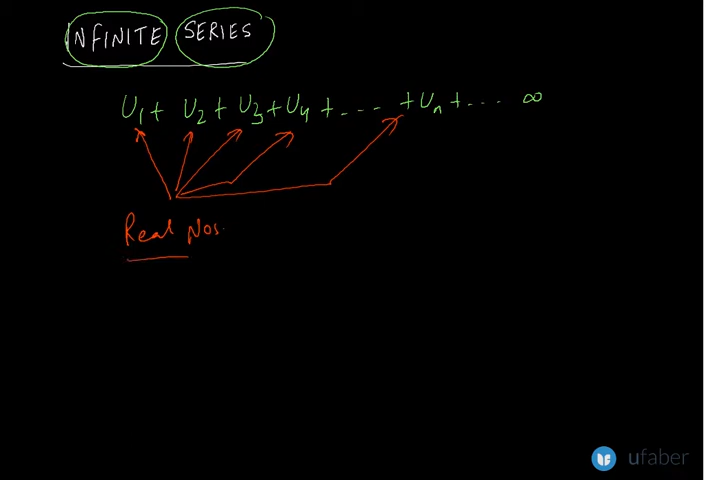 INFINITE SERIES
U₁ + U₂ + U₃ + U₄ + - - - + Uₙ + - - - ∞
Real Nos.
ufaber